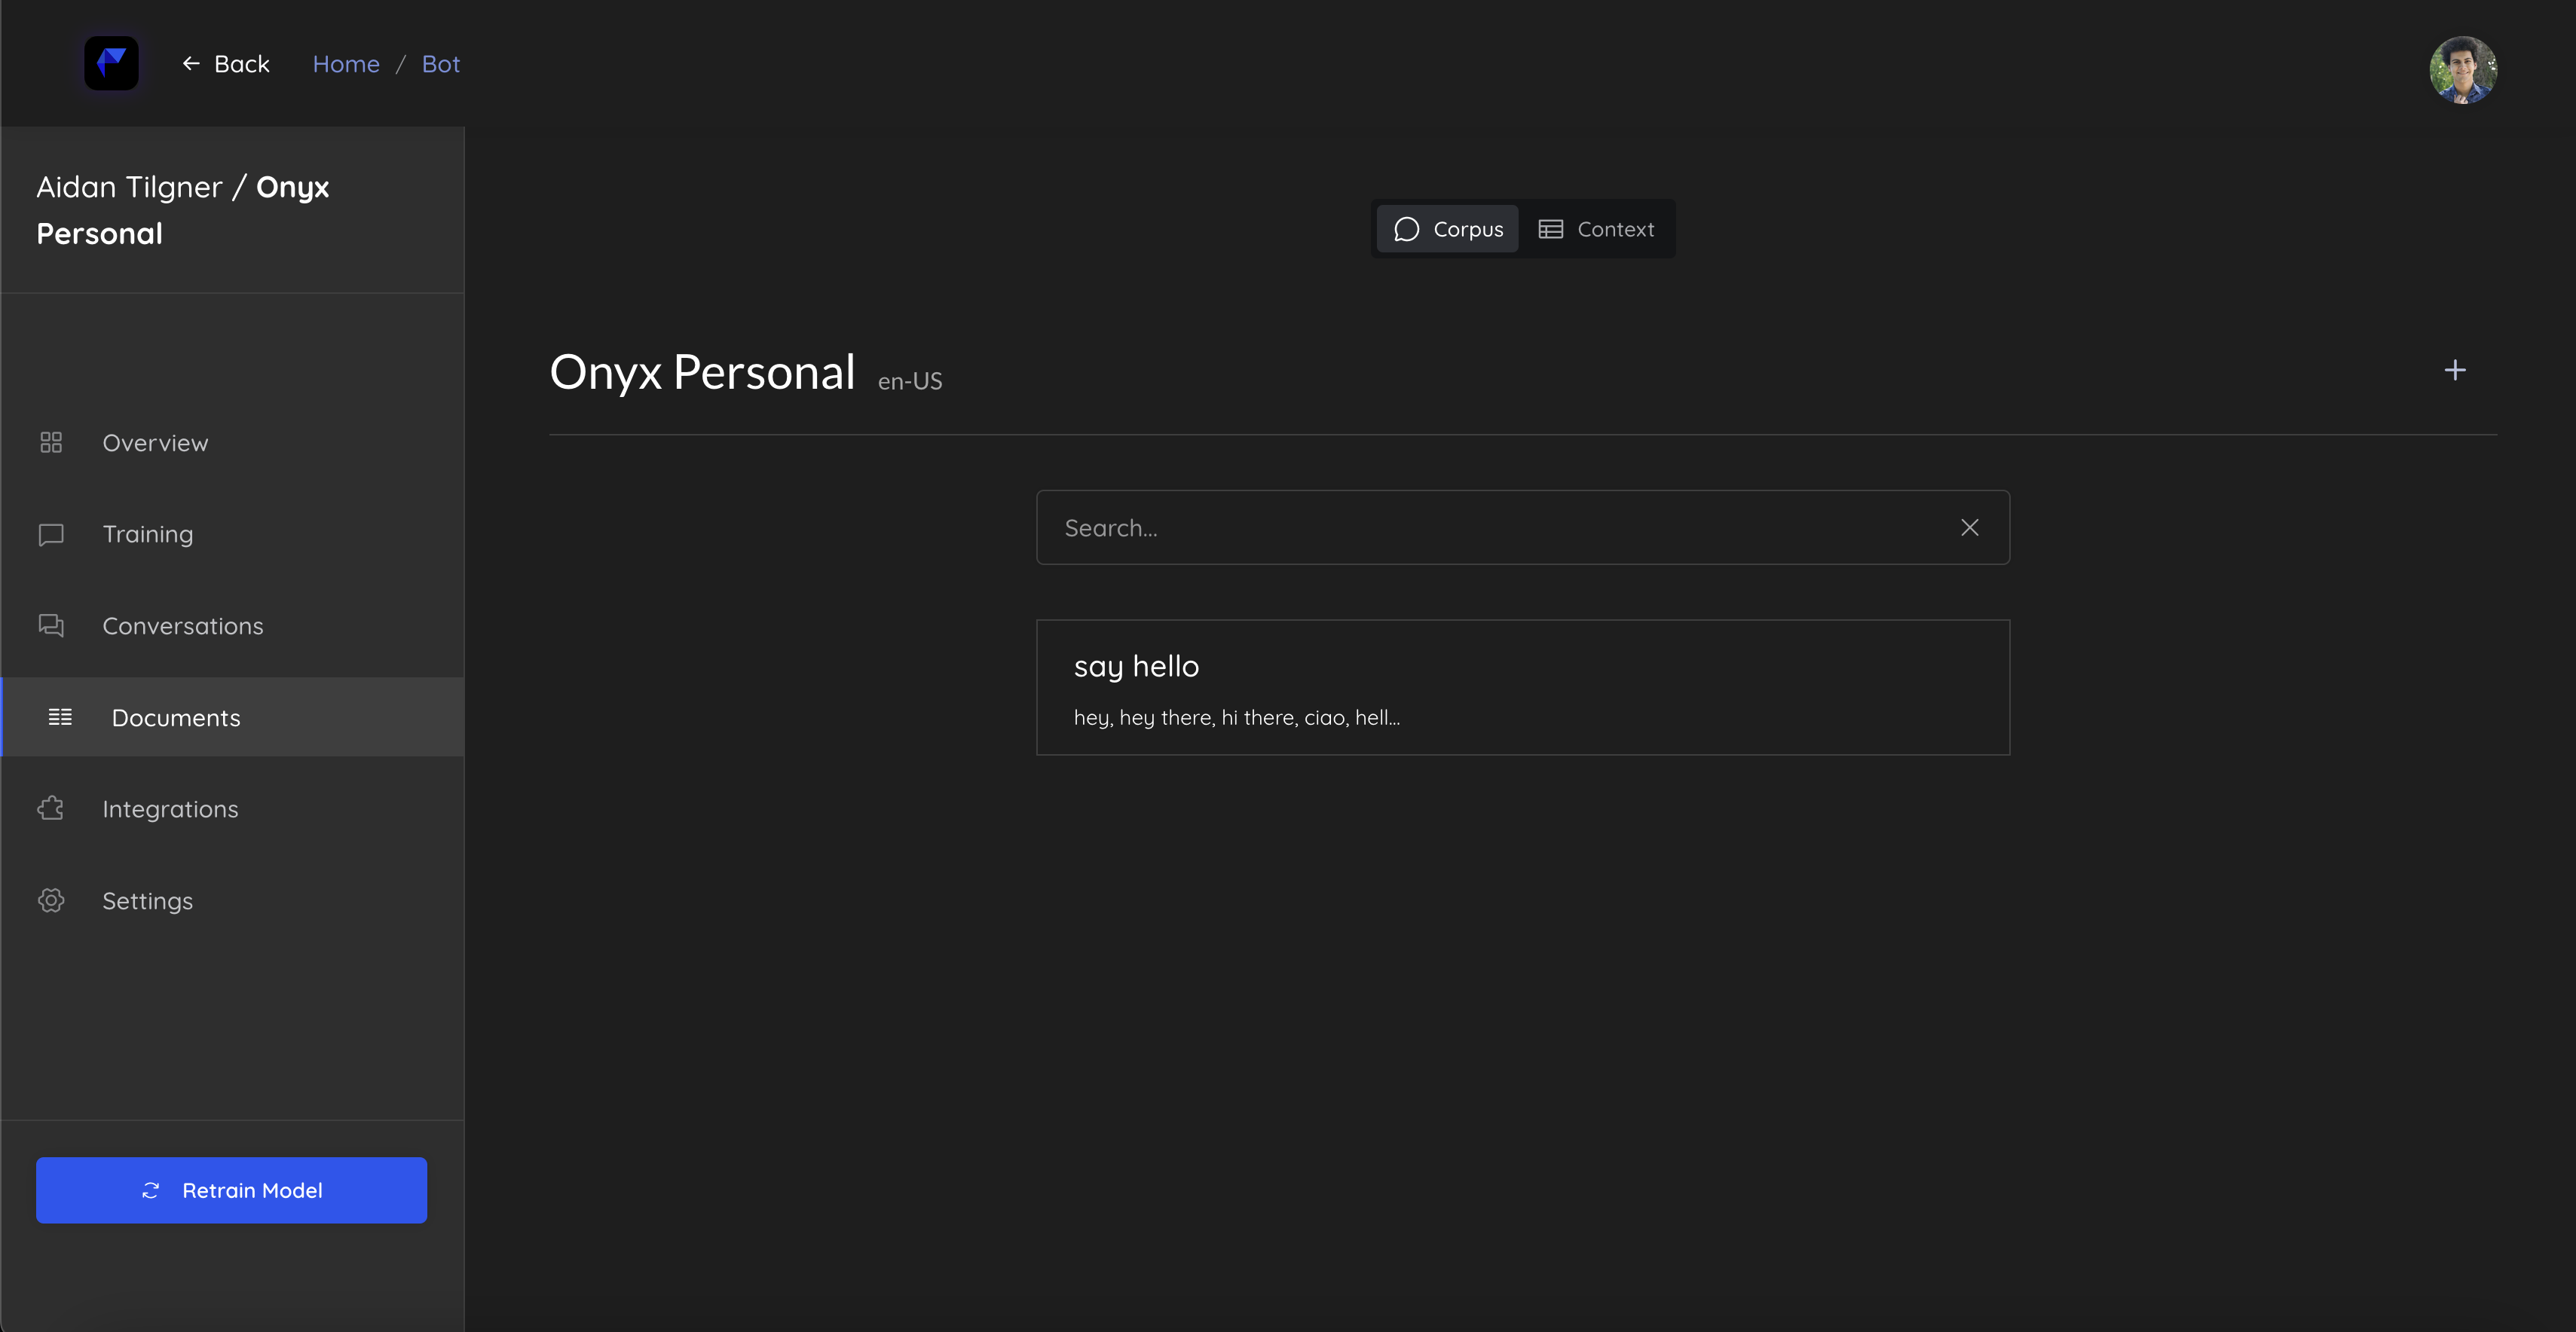 ← Back Home / Bot
Aidan Tilgner / Onyx
Personal
Overview
Training
Conversations
Documents
Integrations
Settings
Retrain Model
Corpus Context
Onyx Personal en-US
+
Search...
say hello
hey, hey there, hi there, ciao, hell...